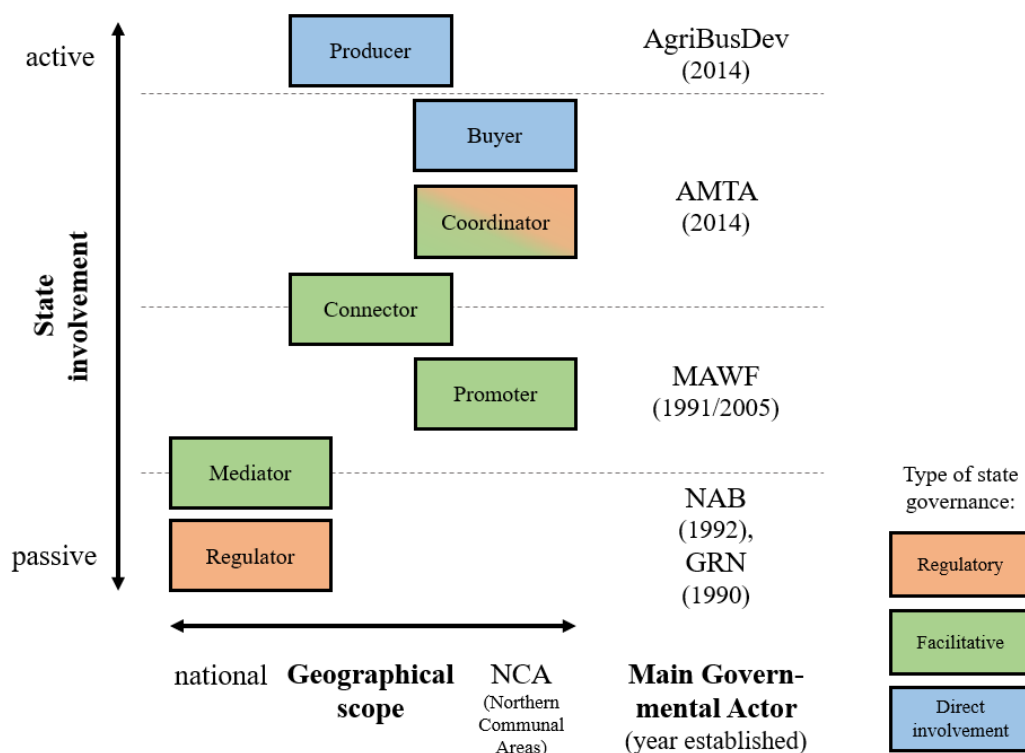 active
Producer
AgriBusDev
(2014)
Buyer
Coordinator
AMTA
(2014)
State
involvement
Connector
Promoter
MAWF
(1991/2005)
Mediator
Regulator
passive
NAB
(1992),
GRN
(1990)
Type of state
governance:
Regulatory
Facilitative
Direct
involvement
national
Geographical
scope
NCA
(Northern
Communal
Areas)
Main Govern-
mental Actor
(year established)